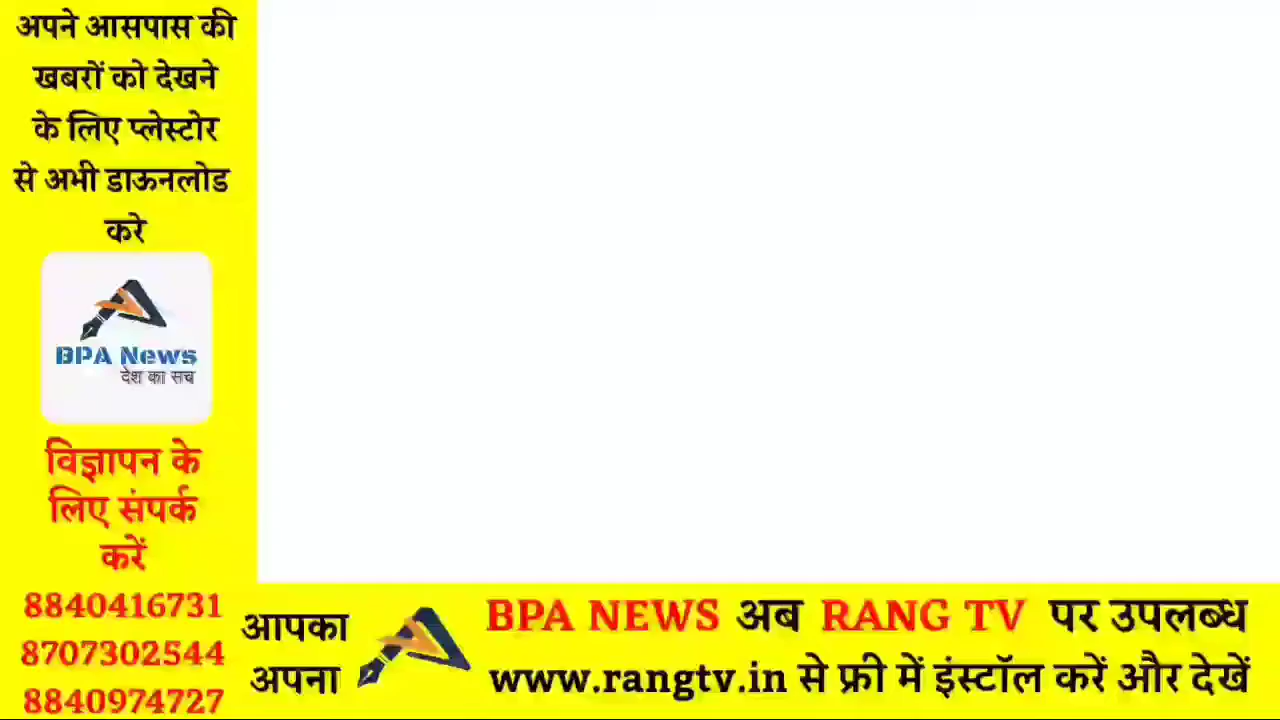 अपने आसपास की
खबरों को देखने
के लिए प्लेस्टोर
से अभी डाऊनलोड
करे
BPA News
देश का सच
विज्ञापन के
लिए संपर्क
करें
8840416731
8707302544
8840974727
आपका
अपना
BPA NEWS अब RANG TV पर उपलब्ध
www.rangtv.in से फ्री में इंस्टॉल करें और देखें